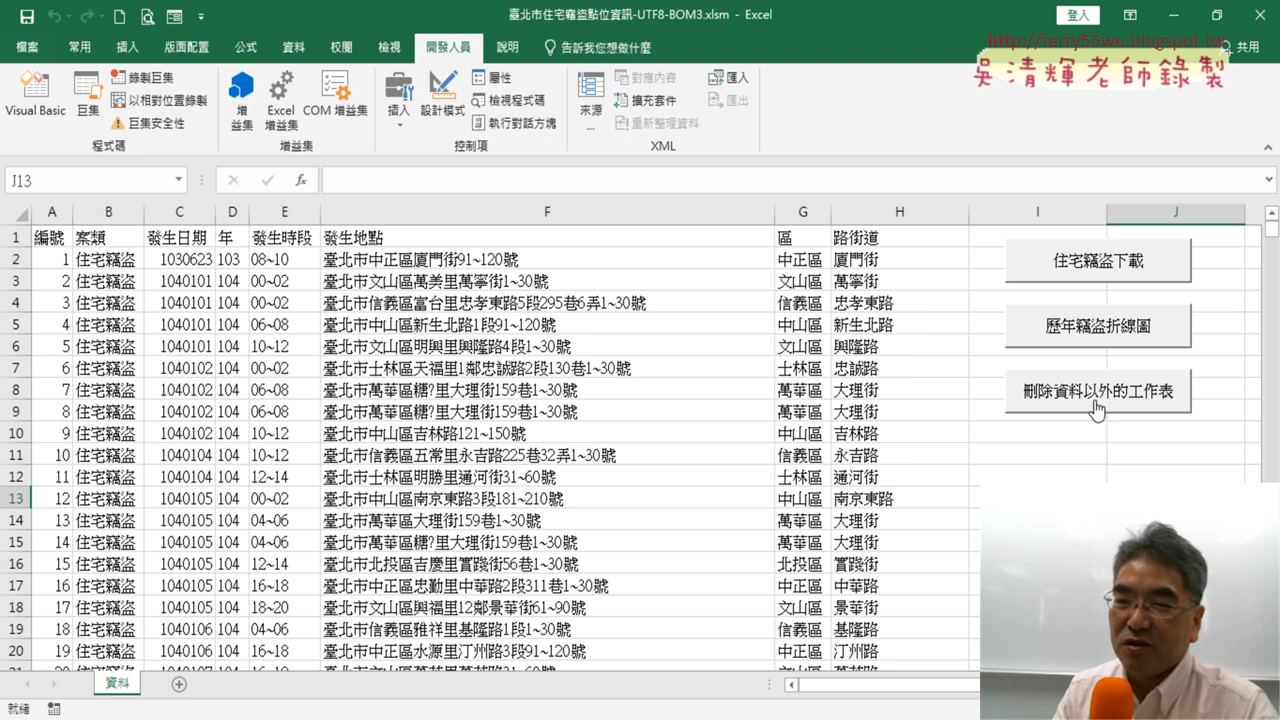 臺北市住宅竊盜點位資訊-UTF8-BOM3.xlsm - Excel
登入
檔案 常用 插入 版面配置 公式 資料 校閱 檢視 開發人員 說明 告訴我您想做什麼
共用
http://terry55wu.blogspot.tw
吳清輝老師錄製
Visual Basic 巨集 錄製巨集 以相對位置錄製 巨集安全性
程式碼
增益集 Excel 增益集 COM 增益集
增益集
插入 設計模式 屬性 檢視程式碼 執行對話方塊
控制項
來源... 對應內容 擴充套件 重新整理資料 匯入 匯出
XML
J13
fx
A B C D E F G H I J
1 編號 案類 發生日期 年 發生時段 發生地點 區 路街道
2 1 住宅竊盜 1030623 103 08~10 臺北市中正區廈門街91~120號 中正區 廈門街
3 2 住宅竊盜 1040101 104 00~02 臺北市文山區萬美里萬寧街1~30號 文山區 萬寧街
4 3 住宅竊盜 1040101 104 00~02 臺北市信義區富台里忠孝東路5段295巷6弄1~30號 信義區 忠孝東路
5 4 住宅竊盜 1040101 104 06~08 臺北市中山區新生北路1段91~120號 中山區 新生北路
6 5 住宅竊盜 1040101 104 10~12 臺北市文山區明興里興隆路4段1~30號 文山區 興隆路
7 6 住宅竊盜 1040102 104 00~02 臺北市士林區天福里1鄰忠誠路2段130巷1~30號 士林區 忠誠路
8 7 住宅竊盜 1040102 104 06~08 臺北市萬華區糖?里大理街159巷1~30號 萬華區 大理街
9 8 住宅竊盜 1040102 104 06~08 臺北市萬華區糖?里大理街159巷1~30號 萬華區 大理街
10 9 住宅竊盜 1040102 104 10~12 臺北市中山區吉林路121~150號 中山區 吉林路
11 10 住宅竊盜 1040104 104 10~12 臺北市信義區五常里永吉路225巷32弄1~30號 信義區 永吉路
12 11 住宅竊盜 1040104 104 12~14 臺北市士林區明勝里通河街31~60號 士林區 通河街
13 12 住宅竊盜 1040105 104 00~02 臺北市中山區南京東路3段181~210號 中山區 南京東路
14 13 住宅竊盜 1040105 104 04~06 臺北市萬華區大理街159巷1~30號 萬華區 大理街
15 14 住宅竊盜 1040105 104 04~06 臺北市萬華區糖?里大理街159巷1~30號 萬華區 大理街
16 15 住宅竊盜 1040105 104 12~14 臺北市北投區吉慶里實踐街56巷1~30號 北投區 實踐街
17 16 住宅竊盜 1040105 104 16~18 臺北市中正區忠勤里中華路2段311巷1~30號 中正區 中華路
18 17 住宅竊盜 1040105 104 18~20 臺北市文山區興福里12鄰景華街61~90號 文山區 景華街
19 18 住宅竊盜 1040106 104 04~06 臺北市信義區雅祥里基隆路1段1~30號 信義區 基隆路
20 19 住宅竊盜 1040106 104 16~18 臺北市中正區水源里汀州路3段91~120號 中正區 汀州路
住宅竊盜下載
歷年竊盜折線圖
刪除資料以外的工作表
資料
就緒